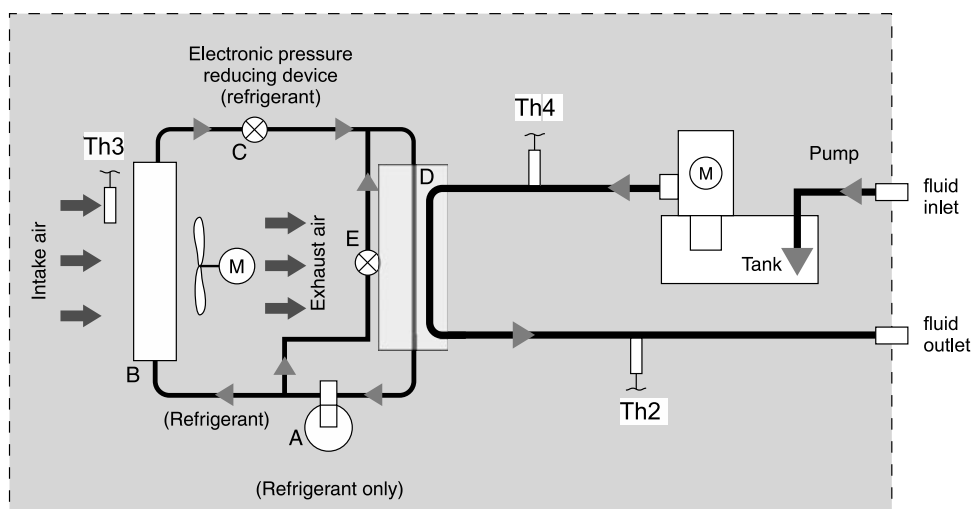 Electronic pressure
reducing device
(refrigerant)
C
Th3
Intake air
B
M
Exhaust air
E
D
Th4
M
Pump
fluid
inlet
Tank
fluid
outlet
Th2
(Refrigerant)
A
(Refrigerant only)